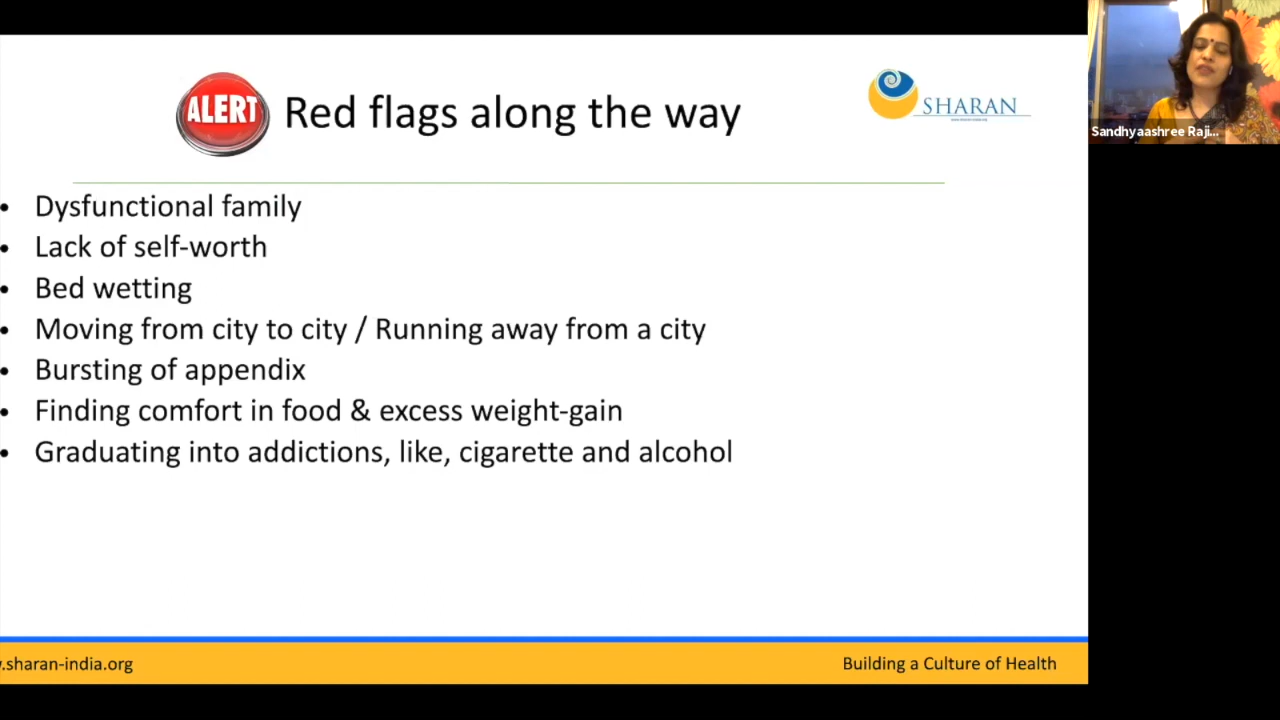 ALERT
Red flags along the way
SHARAN
Sandhyaashree Raji...
• Dysfunctional family
• Lack of self-worth
• Bed wetting
• Moving from city to city / Running away from a city
• Bursting of appendix
• Finding comfort in food & excess weight-gain
• Graduating into addictions, like, cigarette and alcohol
.sharan-india.org
Building a Culture of Health